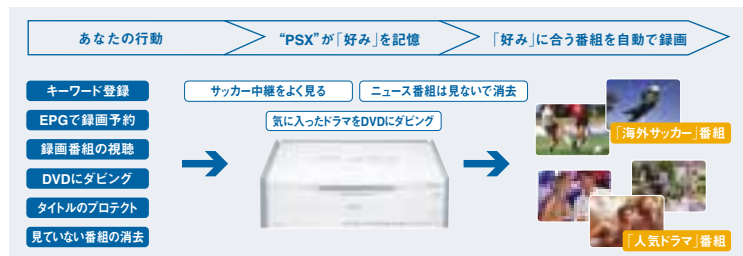 あなたの行動
“PSX”が「好み」を記憶
「好み」に合う番組を自動で録画
キーワード登録
EPGで録画予約
録画番組の視聴
DVDにダビング
タイトルのプロテクト
見ていない番組の消去
サッカー中継をよく見る
ニュース番組は見ないで消去
気に入ったドラマをDVDにダビング
「海外サッカー」番組
「人気ドラマ」番組